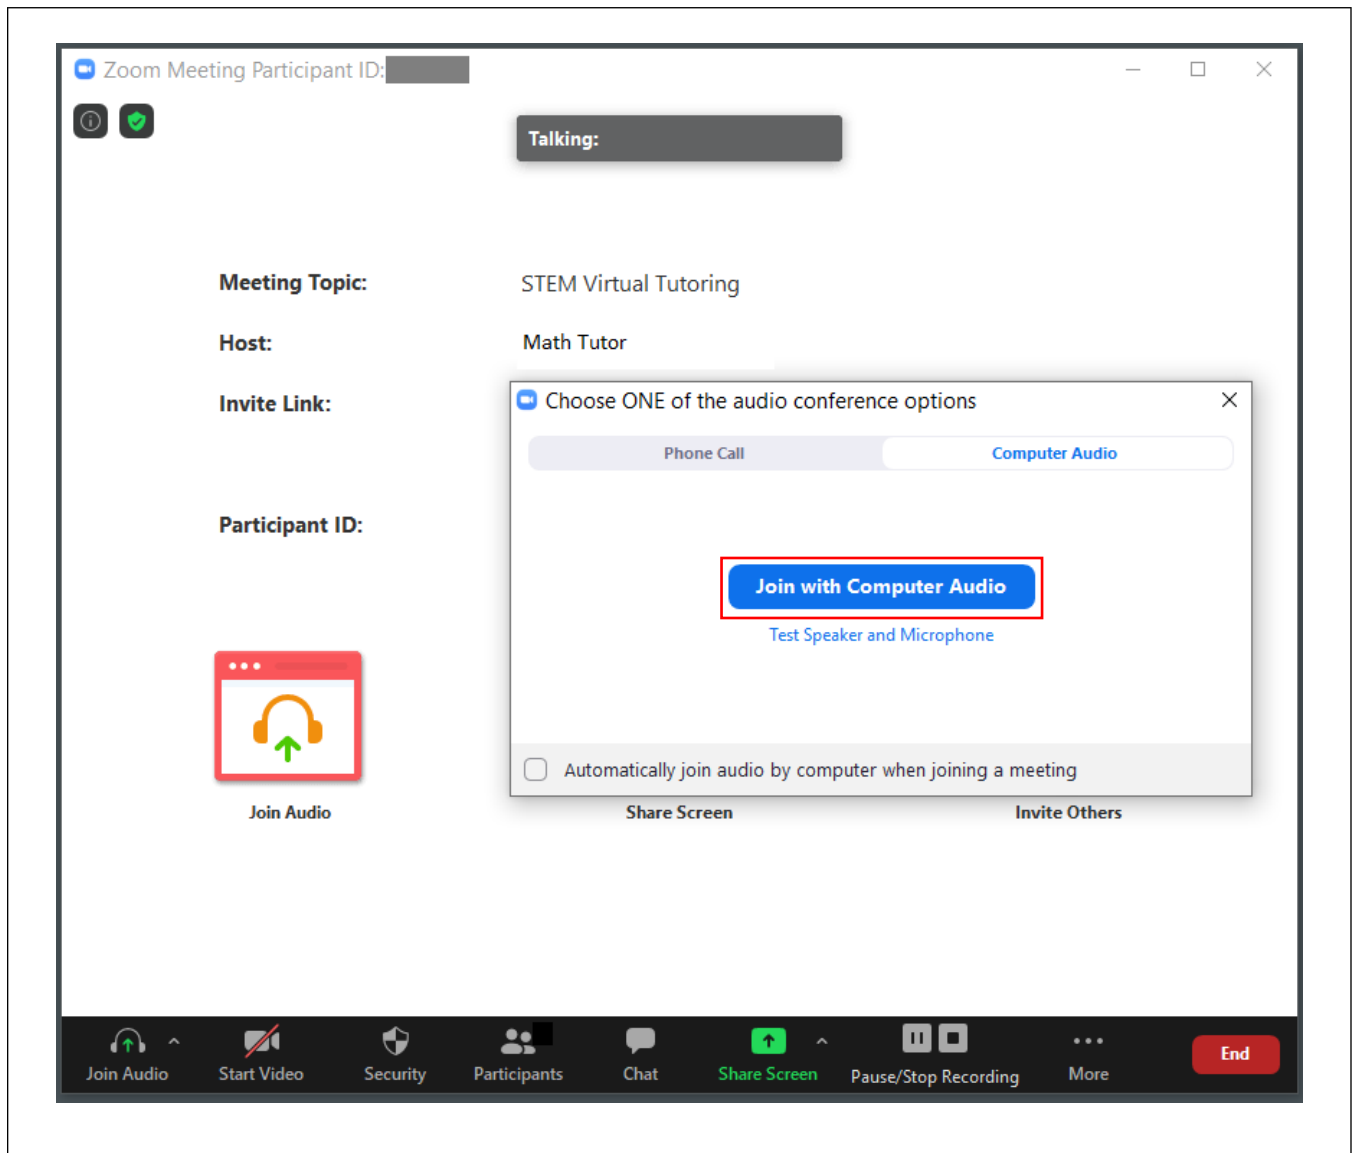 Zoom Meeting Participant ID:
Talking:
Meeting Topic: STEM Virtual Tutoring
Host: Math Tutor
Invite Link:
Choose ONE of the audio conference options
Phone Call Computer Audio
Participant ID:
Join with Computer Audio
Test Speaker and Microphone
Automatically join audio by computer when joining a meeting
Join Audio Share Screen Invite Others
Join Audio Start Video Security Participants Chat Share Screen Pause/Stop Recording More End